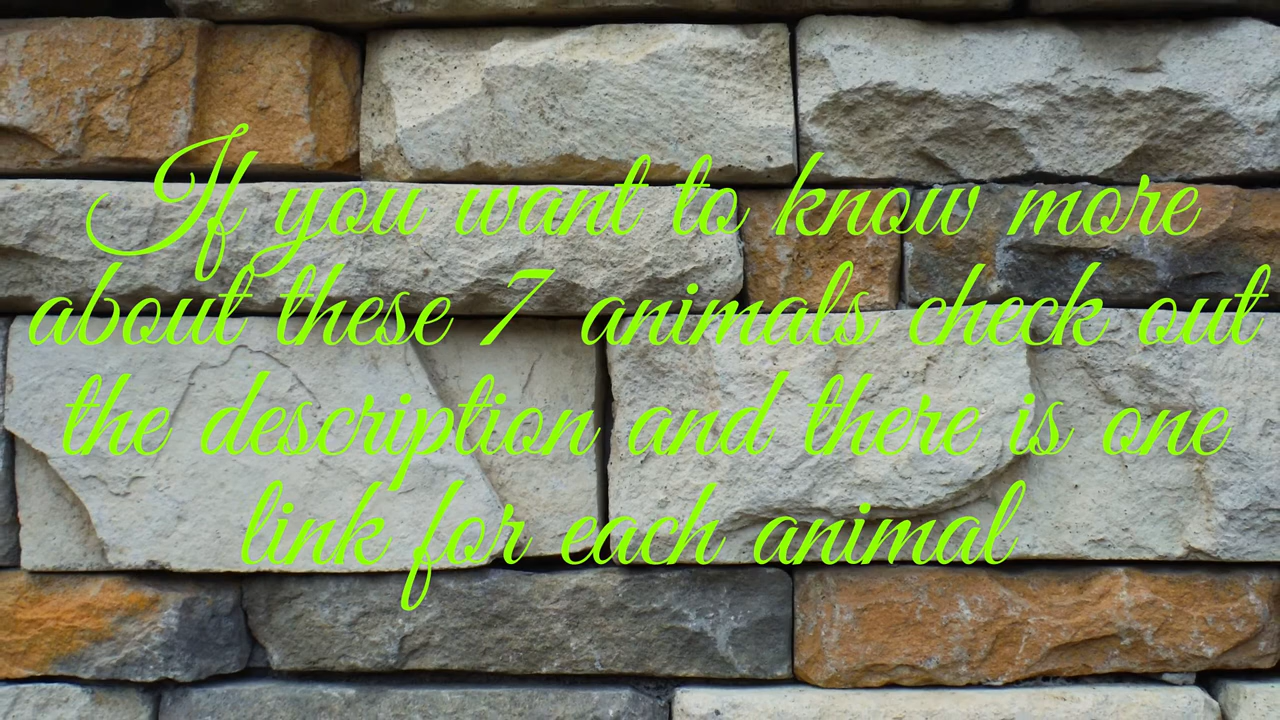 If you want to know more
about these 7 animals check out
the description and there is one
link for each animal